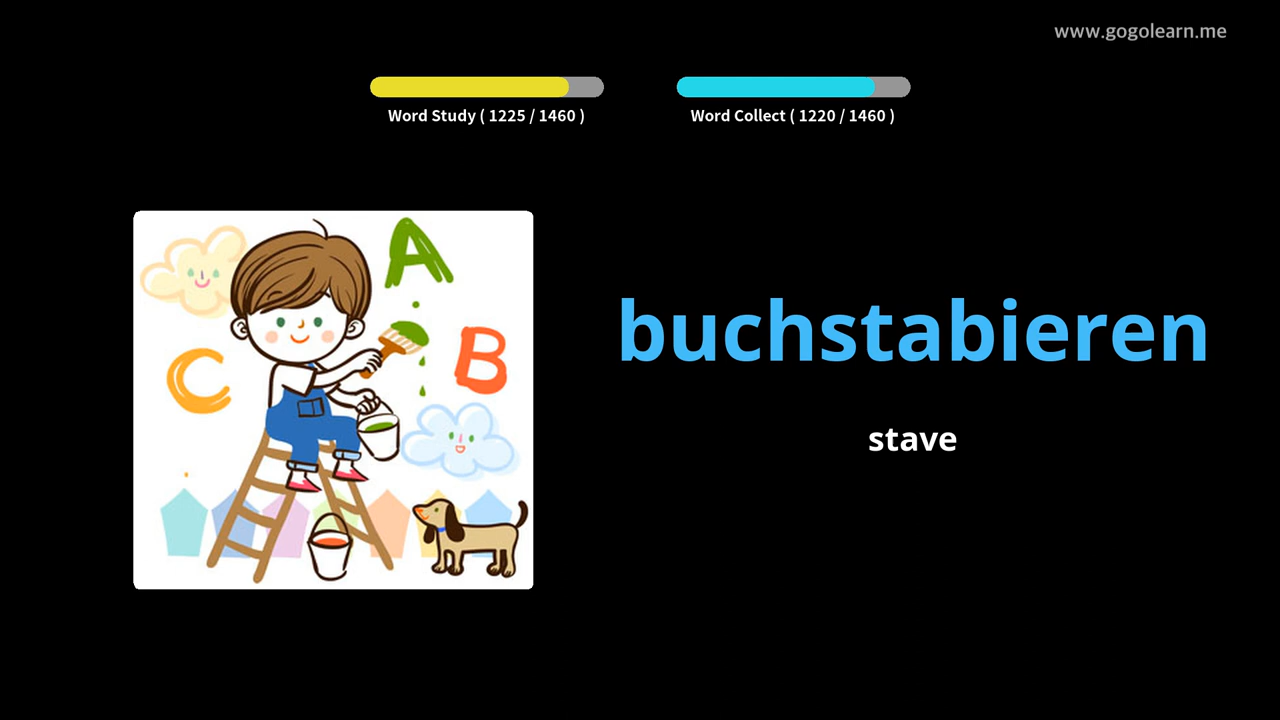 www.gogolearn.me
Word Study ( 1225 / 1460 )
Word Collect ( 1220 / 1460 )
A
B
C
buchstabieren
stave